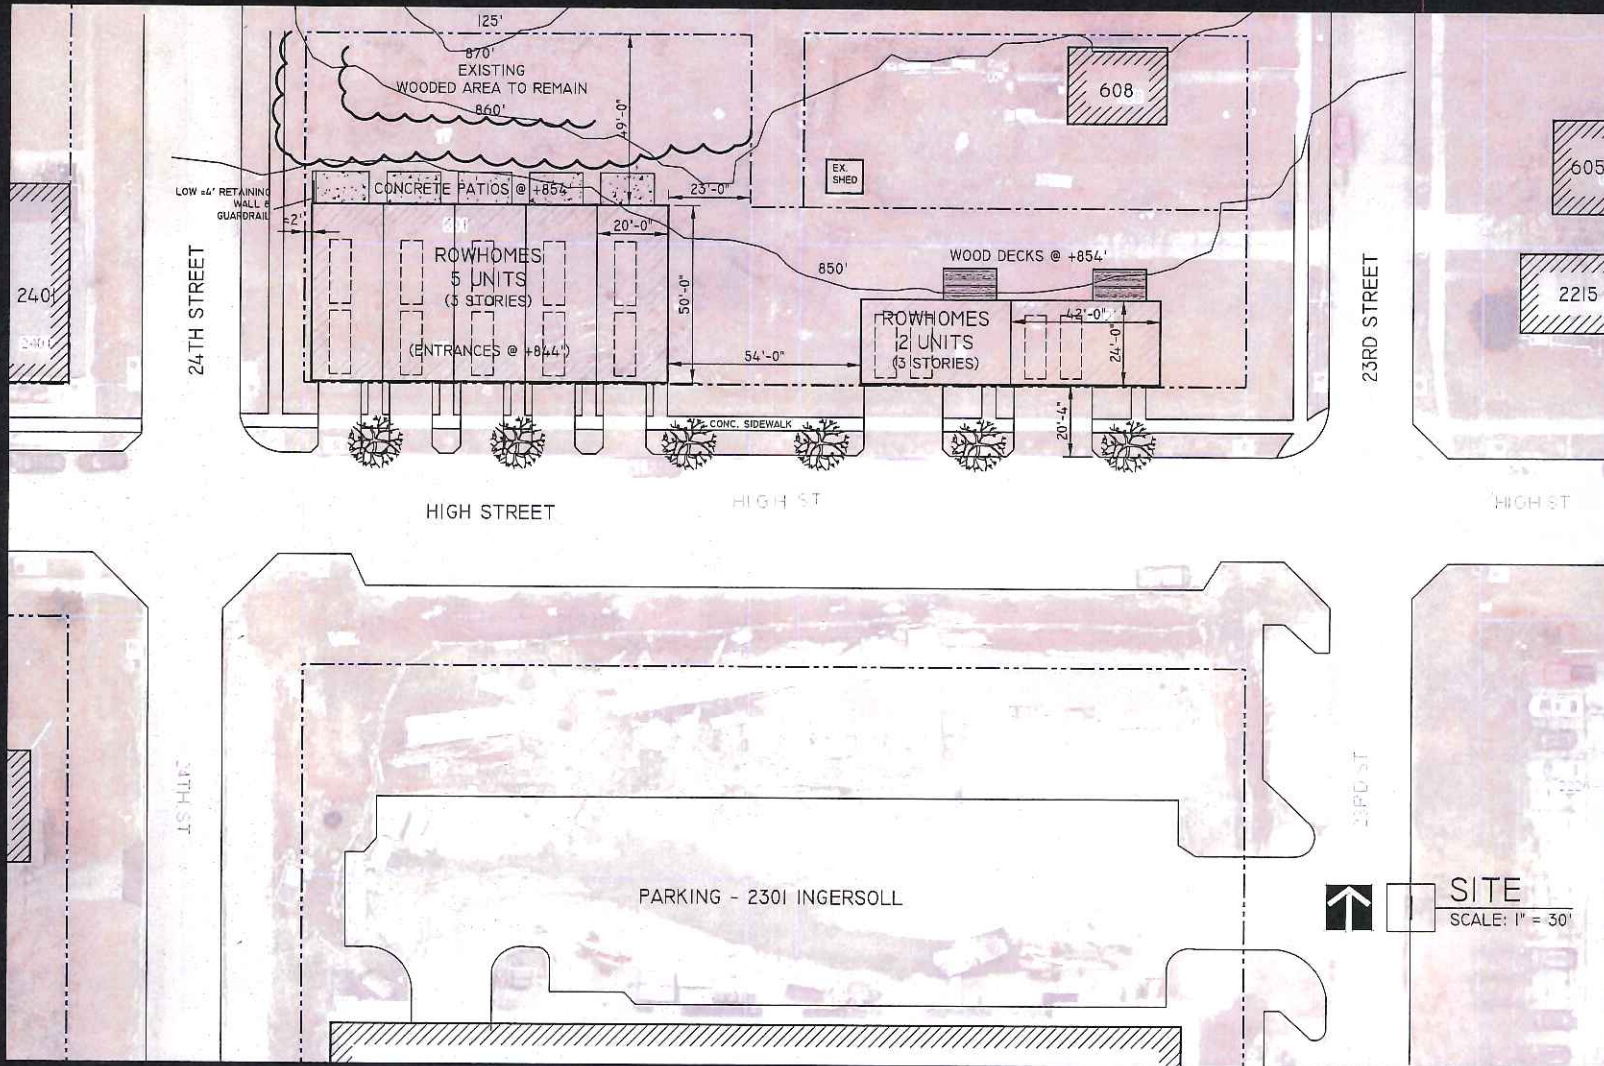 125'
870'
EXISTING
WOODED AREA TO REMAIN
860'
49'-0"
608
605
EX.
SHED
LOW ≤4' RETAINING
WALL &
GUARDRAIL
CONCRETE PATIOS @ +854'
23'-0"
20'-0"
ROWHOMES
5 UNITS
(3 STORIES)
(ENTRANCES @ +844')
50'-0"
54'-0"
850'
WOOD DECKS @ +854'
ROWHOMES
2 UNITS
(3 STORIES)
42'-0"
24'-0"
20'-4"
2401
2401
2215
24TH STREET
23RD STREET
CONC. SIDEWALK
HIGH STREET
HIGH ST
HIGH ST
24TH ST
23RD ST
PARKING - 2301 INGERSOLL
SITE
SCALE: 1" = 30'